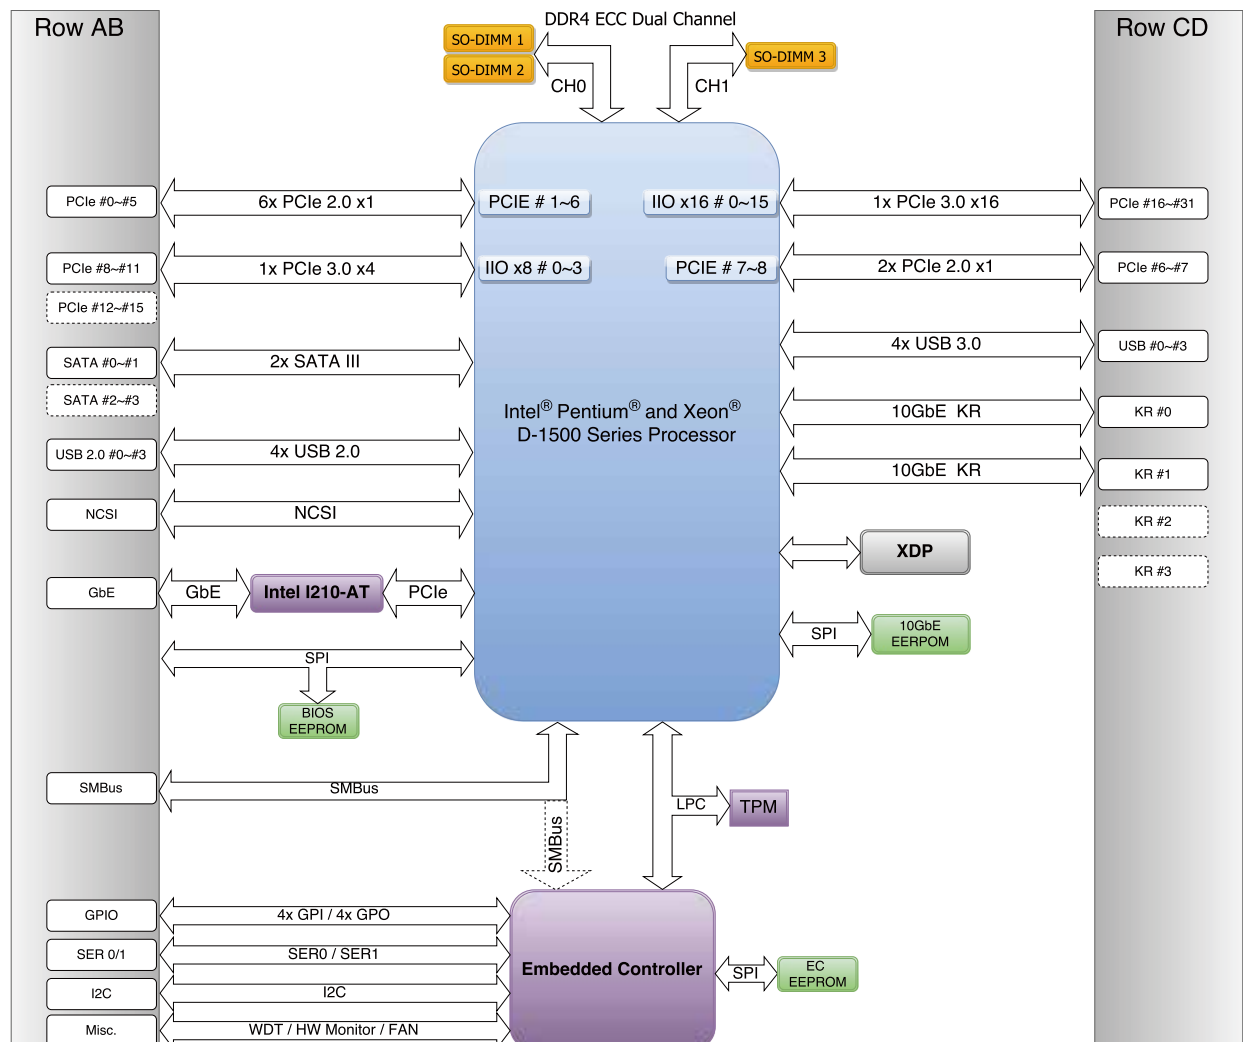 Row AB
DDR4 ECC Dual Channel
Row CD
SO-DIMM 1
SO-DIMM 2
SO-DIMM 3
CH0
CH1
PCIe #0~#5
6x PCIe 2.0 x1
PCIE # 1~6
IIO x16 # 0~15
1x PCIe 3.0 x16
PCIe #16~#31
PCIe #8~#11
1x PCIe 3.0 x4
IIO x8 # 0~3
PCIE # 7~8
2x PCIe 2.0 x1
PCIe #6~#7
PCIe #12~#15
SATA #0~#1
2x SATA III
4x USB 3.0
USB #0~#3
SATA #2~#3
Intel® Pentium® and Xeon®
D-1500 Series Processor
10GbE KR
KR #0
USB 2.0 #0~#3
4x USB 2.0
10GbE KR
KR #1
NCSI
NCSI
KR #2
XDP
KR #3
GbE
GbE
Intel I210-AT
PCIe
SPI
10GbE
EERPOM
SPI
BIOS
EEPROM
SMBus
SMBus
SMBus
LPC
TPM
GPIO
4x GPI / 4x GPO
SER 0/1
SER0 / SER1
Embedded Controller
SPI
EC
EEPROM
I2C
I2C
Misc.
WDT / HW Monitor / FAN